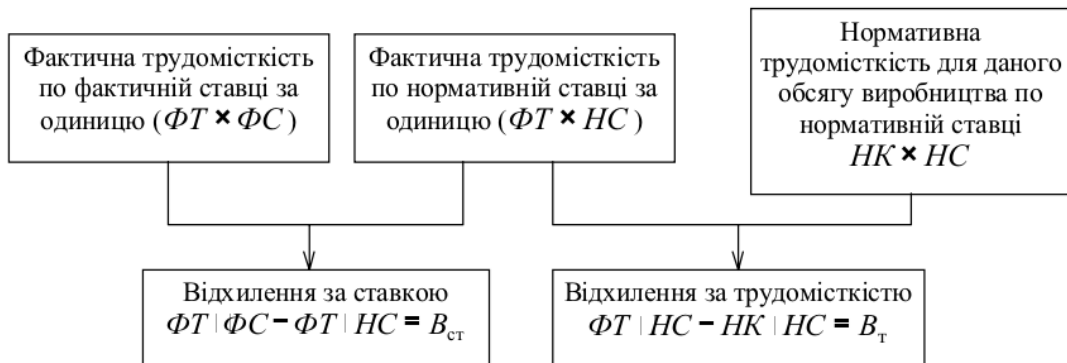 Фактична трудомісткість
по фактичній ставці за
одиницю (ФТ × ФС)
Фактична трудомісткість
по нормативній ставці за
одиницю (ФТ × НС)
Нормативна
трудомісткість для даного
обсягу виробництва по
нормативній ставці
НК × НС
Відхилення за ставкою
ФТ | ФС − ФТ | НС = Вст
Відхилення за трудомісткістю
ФТ | НС − НК | НС = Вт